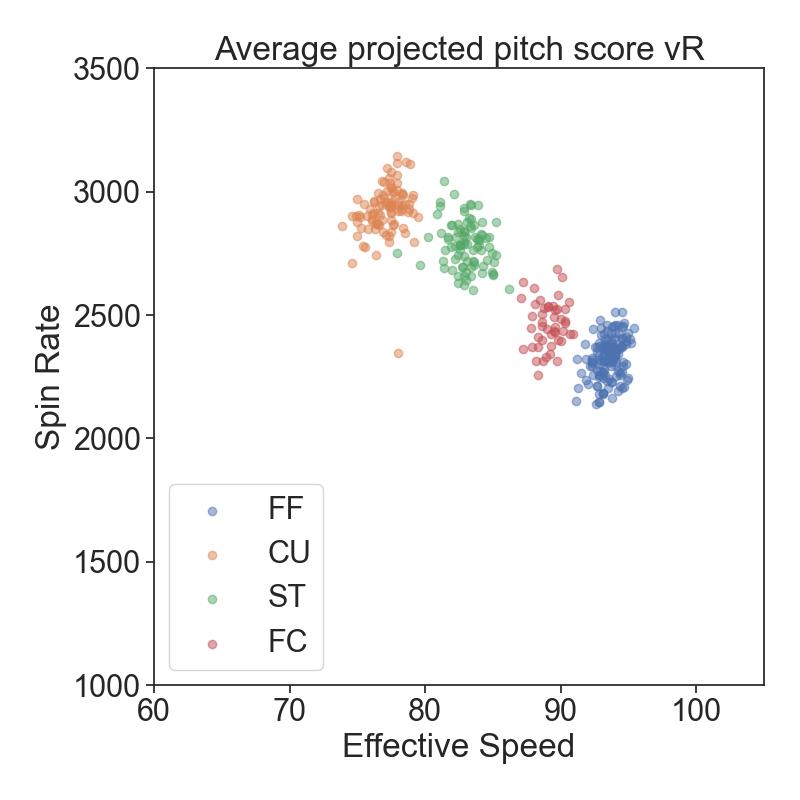 Average projected pitch score vR
3500
3000
2500
2000
1500
1000
Spin Rate
FF
CU
ST
FC
60 70 80 90 100
Effective Speed